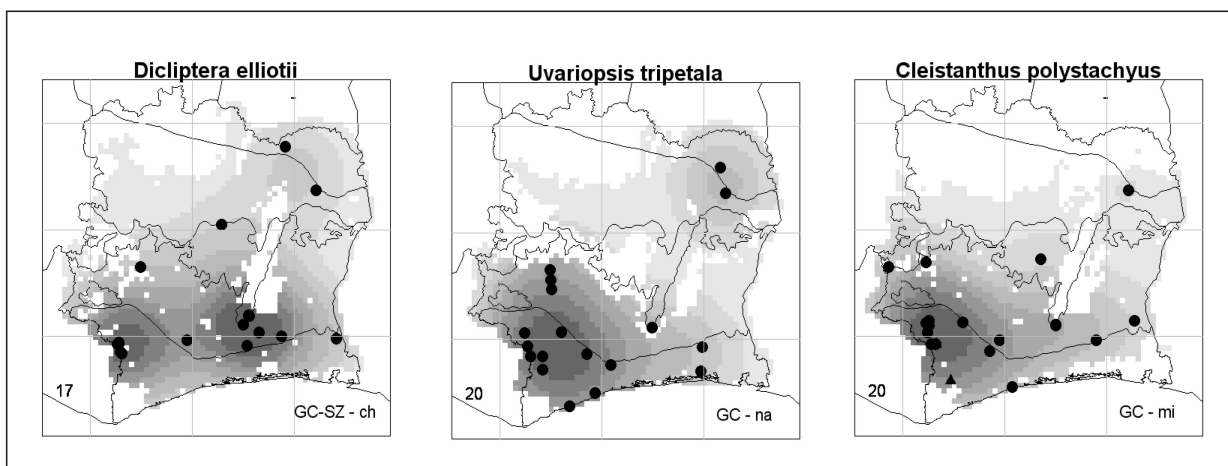 Dicliptera elliotii
17
GC-SZ - ch
Uvariopsis tripetala
20
GC - na
Cleistanthus polystachyus
20
GC - mi